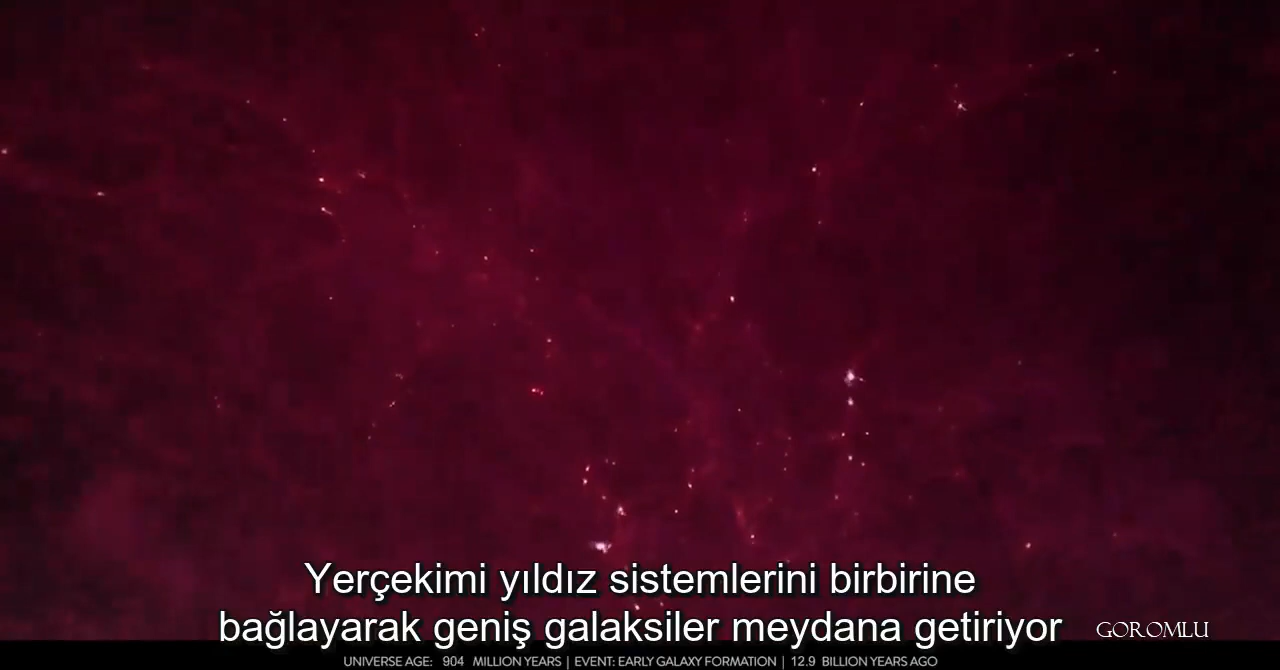 Yerçekimi yıldız sistemlerini birbirine
bağlayarak geniş galaksiler meydana getiriyor
GOROMLU
UNIVERSE AGE: 904 MILLION YEARS | EVENT: EARLY GALAXY FORMATION | 12.9 BILLION YEARS AGO